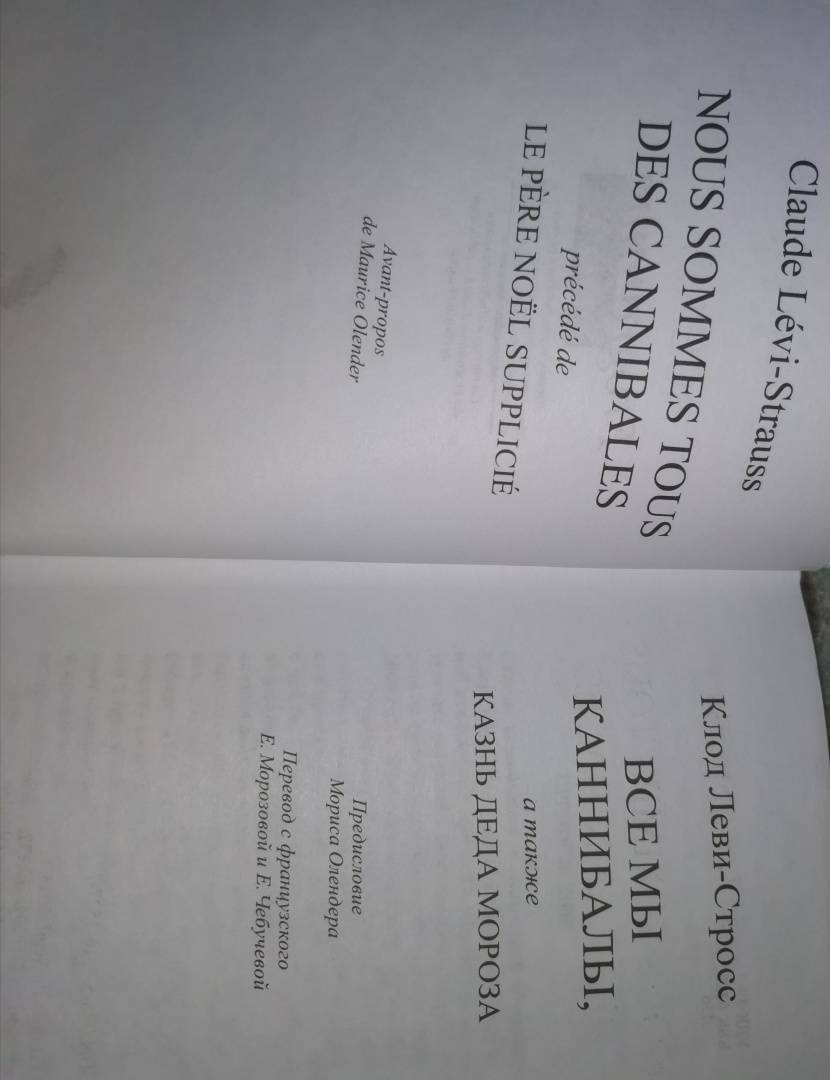 Claude Lévi-Strauss
NOUS SOMMES TOUS
DES CANNIBALES
précédé de
LE PÈRE NOËL SUPPLICIÉ
Avant-propos
de Maurice Olender
Клод Леви-Стросс
ВСЕ МЫ
КАННИБАЛЫ,
а также
КАЗНЬ ДЕДА МОРОЗА
Предисловие
Мориса Олендера
Перевод с французского
Е. Морозовой и Е. Чебучевой